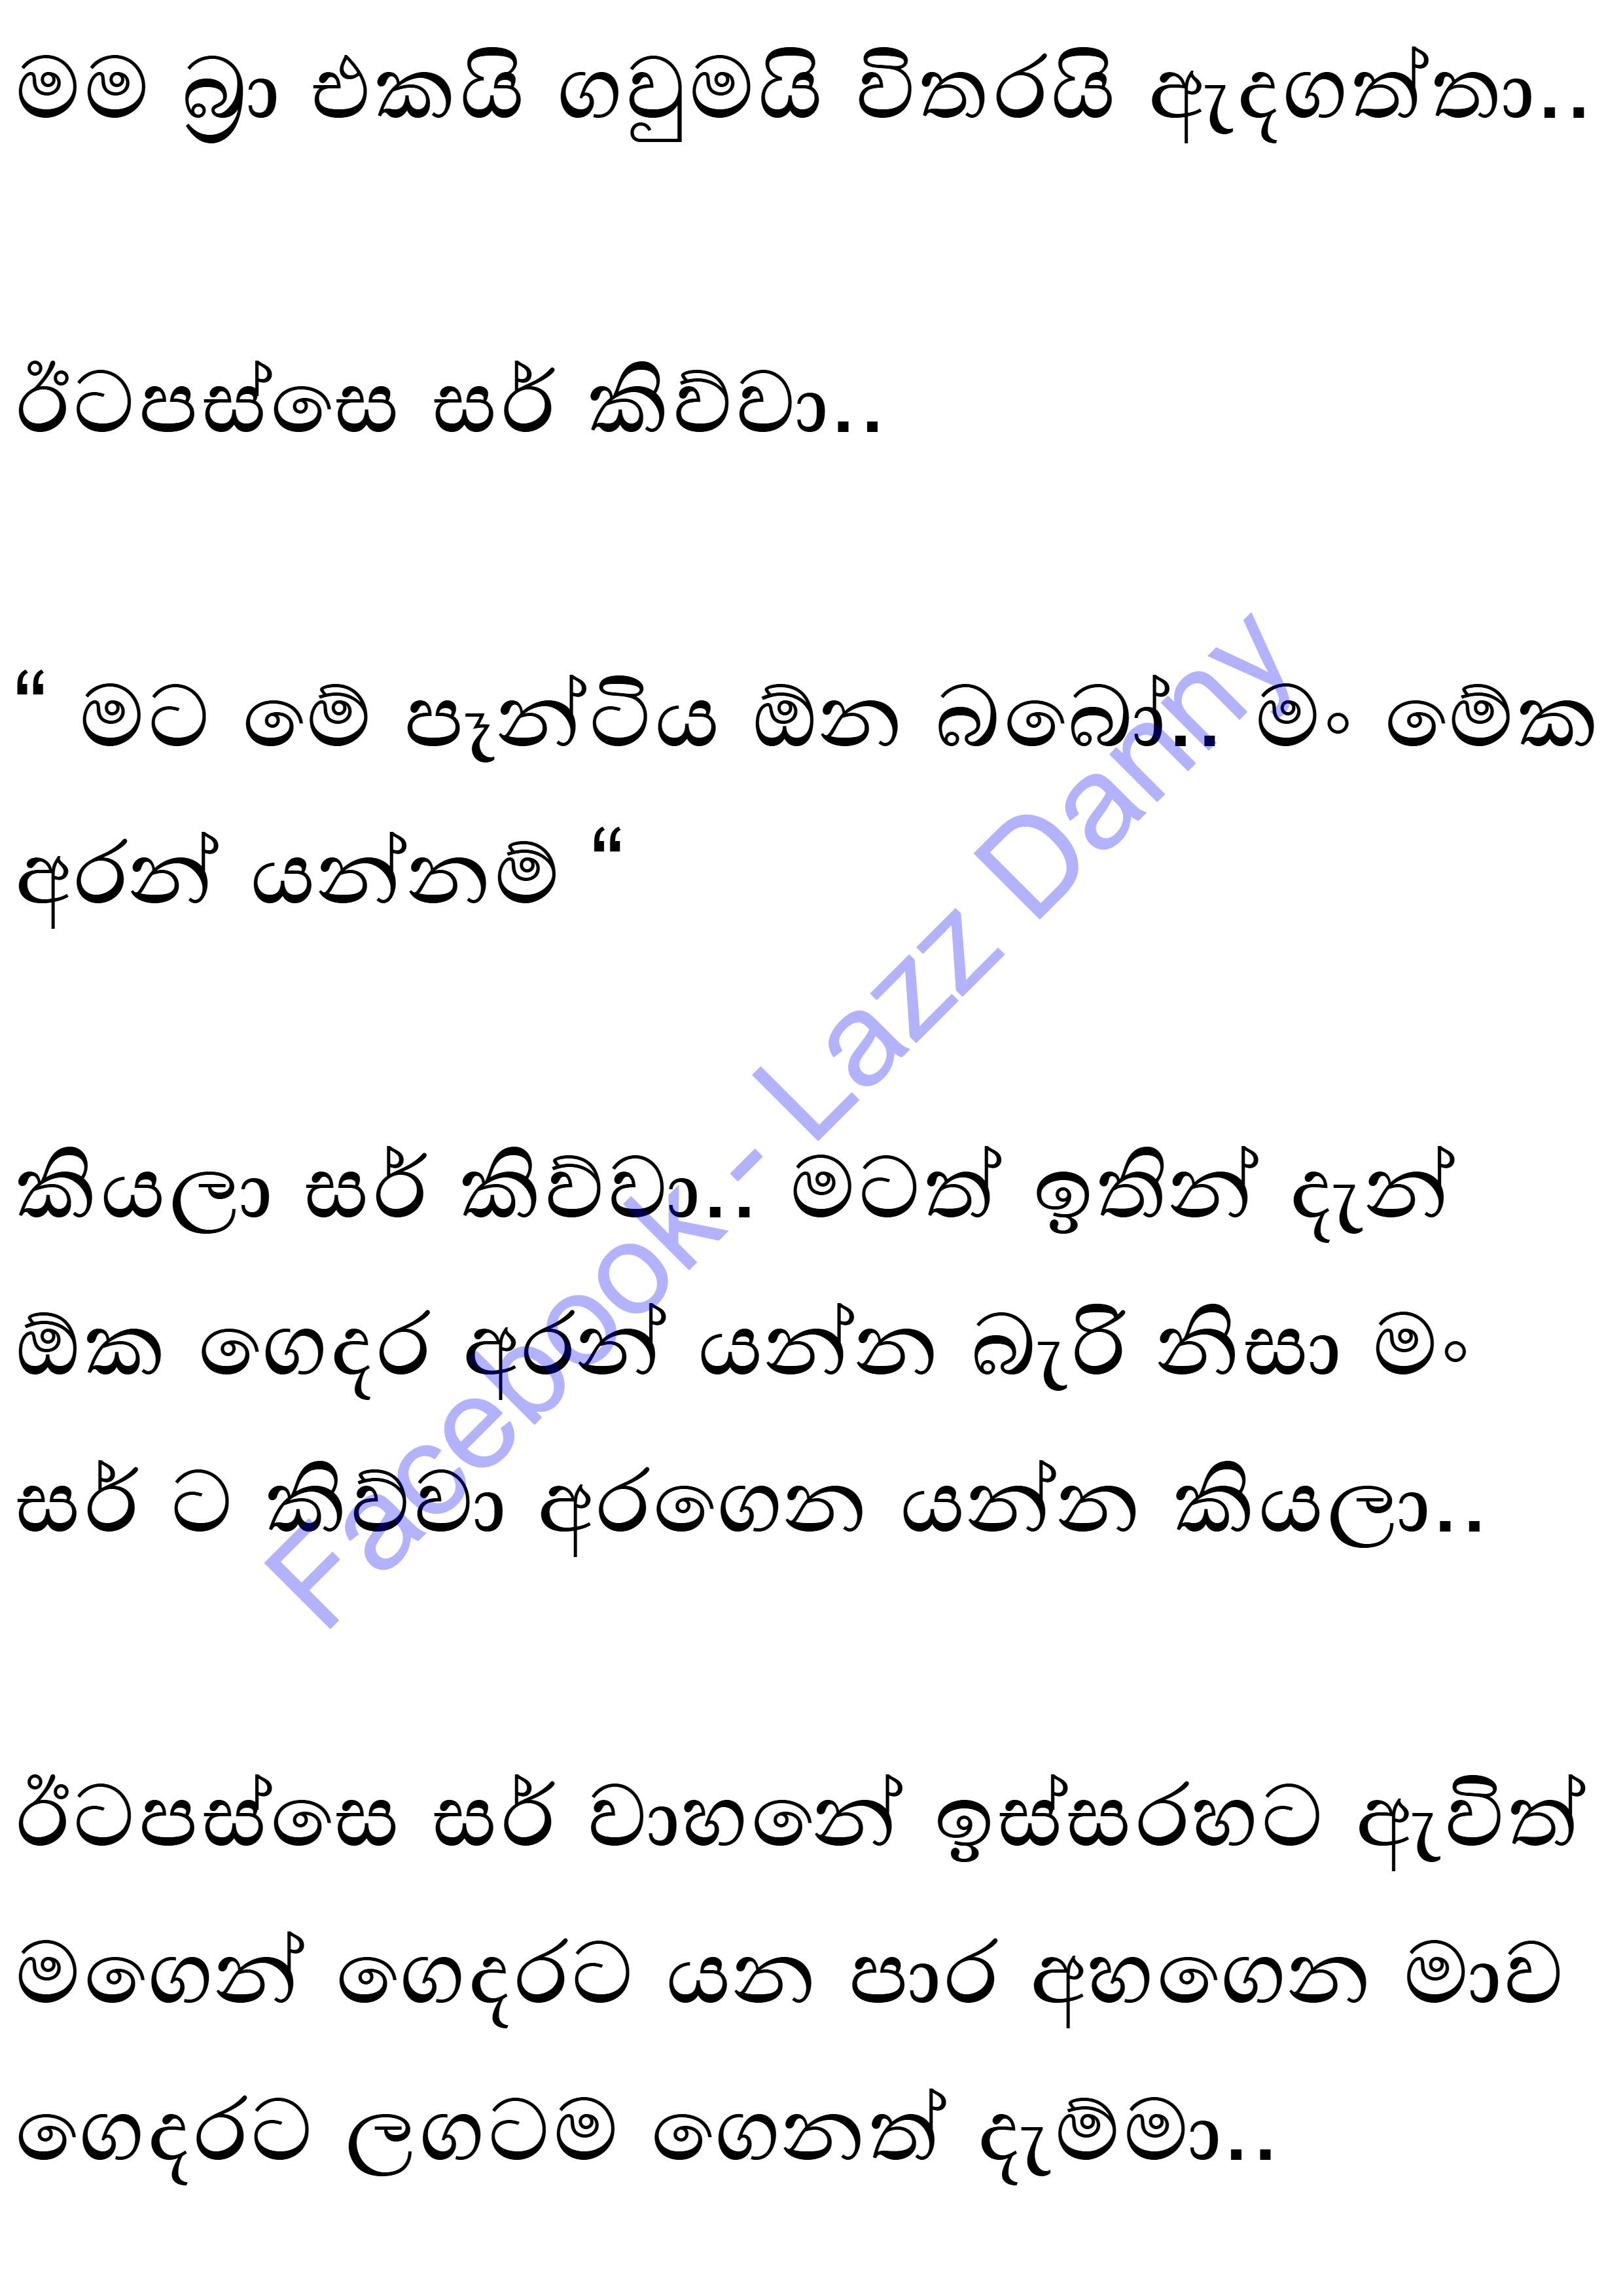 මම බ්‍රා එකයි ගවුමයි විතරයි ඇදගත්තා..
ඊටපස්සෙ සර් කිව්වා..
“ මට මේ පෑන්ටිය ඕන බබෝ.. මං මේක
අරන් යන්නම් “
කියලා සර් කිව්වා.. මටත් ඉතින් දැන්
ඕක ගෙදර අරන් යන්න බැරි නිසා මං
සර් ට කිව්වා අරගෙන යන්න කියලා..
ඊටපස්සෙ සර් වාහනේ ඉස්සරහට ඇවිත්
මගෙන් ගෙදරට යන පාර අහගෙන මාව
ගෙදරට ලගටම ගෙනත් දැම්මා..
Facebook - Lazz Danny